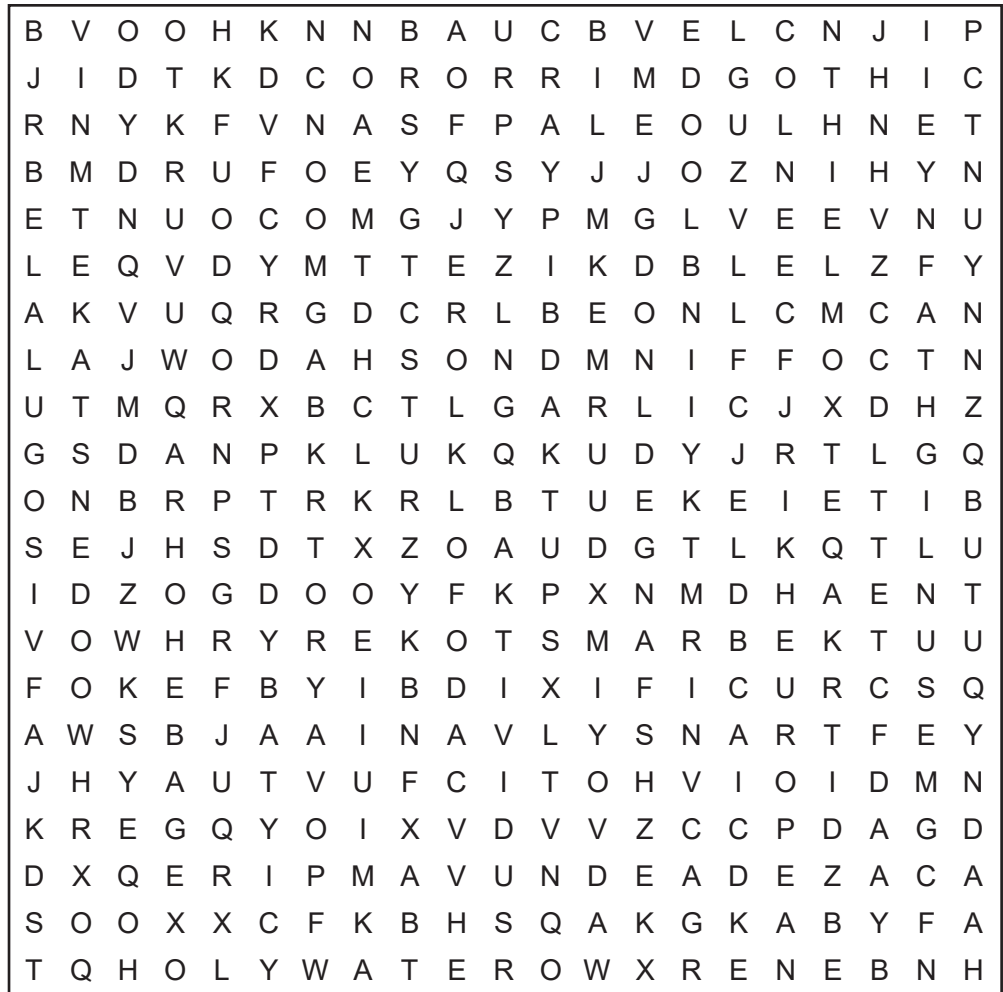 B V O O H K N N B A U C B V E L C N J I P
J I D T K D C O R O R R I M D G O T H I C
R N Y K F V N A S F P A L E O U L H N E T
B M D R U F O E Y Q S Y J J O Z N I H Y N
E T N U O C O M G J Y P M G L V E E V N U
L E Q V D Y M T T E Z I K D B L E L Z F Y
A K V U Q R G D C R L B E O N L C M C A N
L A J W O D A H S O N D M N I F F O C T N
U T M Q R X B C T L G A R L I C J X D H Z
G S D A N P K L U K Q K U D Y J R T L G Q
O N B R P T R K R L B T U E K E I E T I B
S E J H S D T X Z O A U D G T L K Q T L U
I D Z O G D O O Y F K P X N M D H A E N T
V O W H R Y R E K O T S M A R B E K T U U
F O K E F B Y I B D I X I F I C U R C S Q
A W S B J A A I N A V L Y S N A R T F E Y
J H Y A U T V U F C I T O H V I O I D M N
K R E G Q Y O I X V D V V Z C C P D A G D
D X Q E R I P M A V U N D E A D E Z A C A
S O O X X C F K B H S Q A K G K A B Y F A
T Q H O L Y W A T E R O W X R E N E B N H